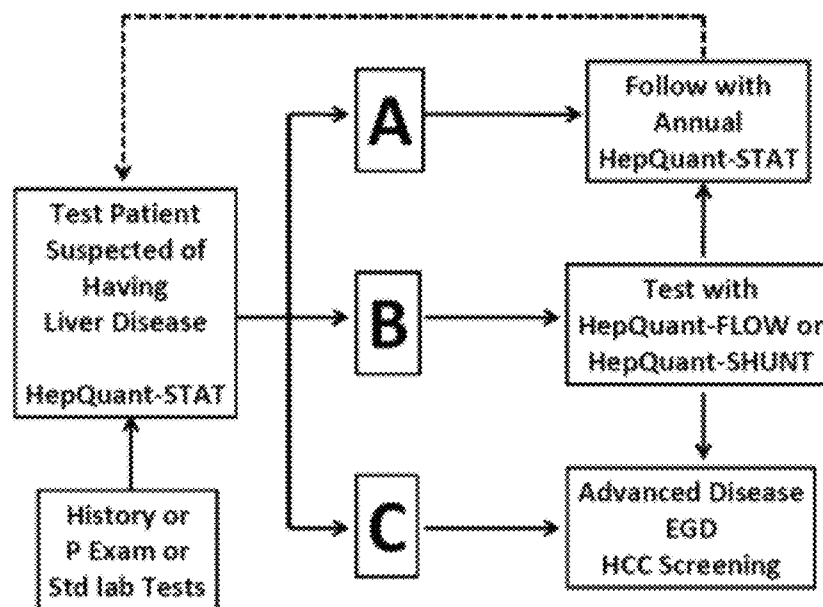 Test Patient
Suspected of
Having
Liver Disease
HepQuant-STAT
History or
P Exam or
Std lab Tests
A
B
C
Follow with
Annual
HepQuant-STAT
Test with
HepQuant-FLOW or
HepQuant-SHUNT
Advanced Disease
EGD
HCC Screening